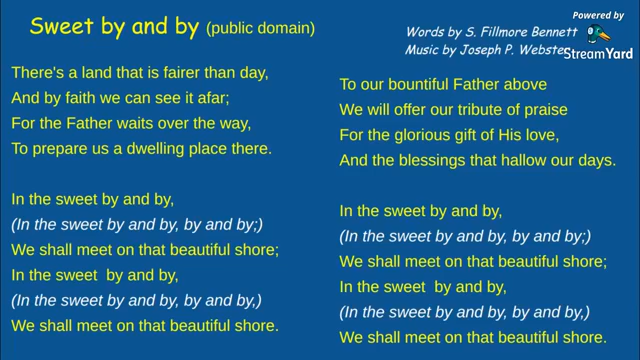 Sweet by and by (public domain)
Words by S. Fillmore Bennett
Music by Joseph P. Webster
Powered by
StreamYard
There's a land that is fairer than day,
And by faith we can see it afar;
For the Father waits over the way,
To prepare us a dwelling place there.
In the sweet by and by,
(In the sweet by and by, by and by;)
We shall meet on that beautiful shore;
In the sweet by and by,
(In the sweet by and by, by and by,)
We shall meet on that beautiful shore.
To our bountiful Father above
We will offer our tribute of praise
For the glorious gift of His love,
And the blessings that hallow our days.
In the sweet by and by,
(In the sweet by and by, by and by;)
We shall meet on that beautiful shore;
In the sweet by and by,
(In the sweet by and by, by and by,)
We shall meet on that beautiful shore.